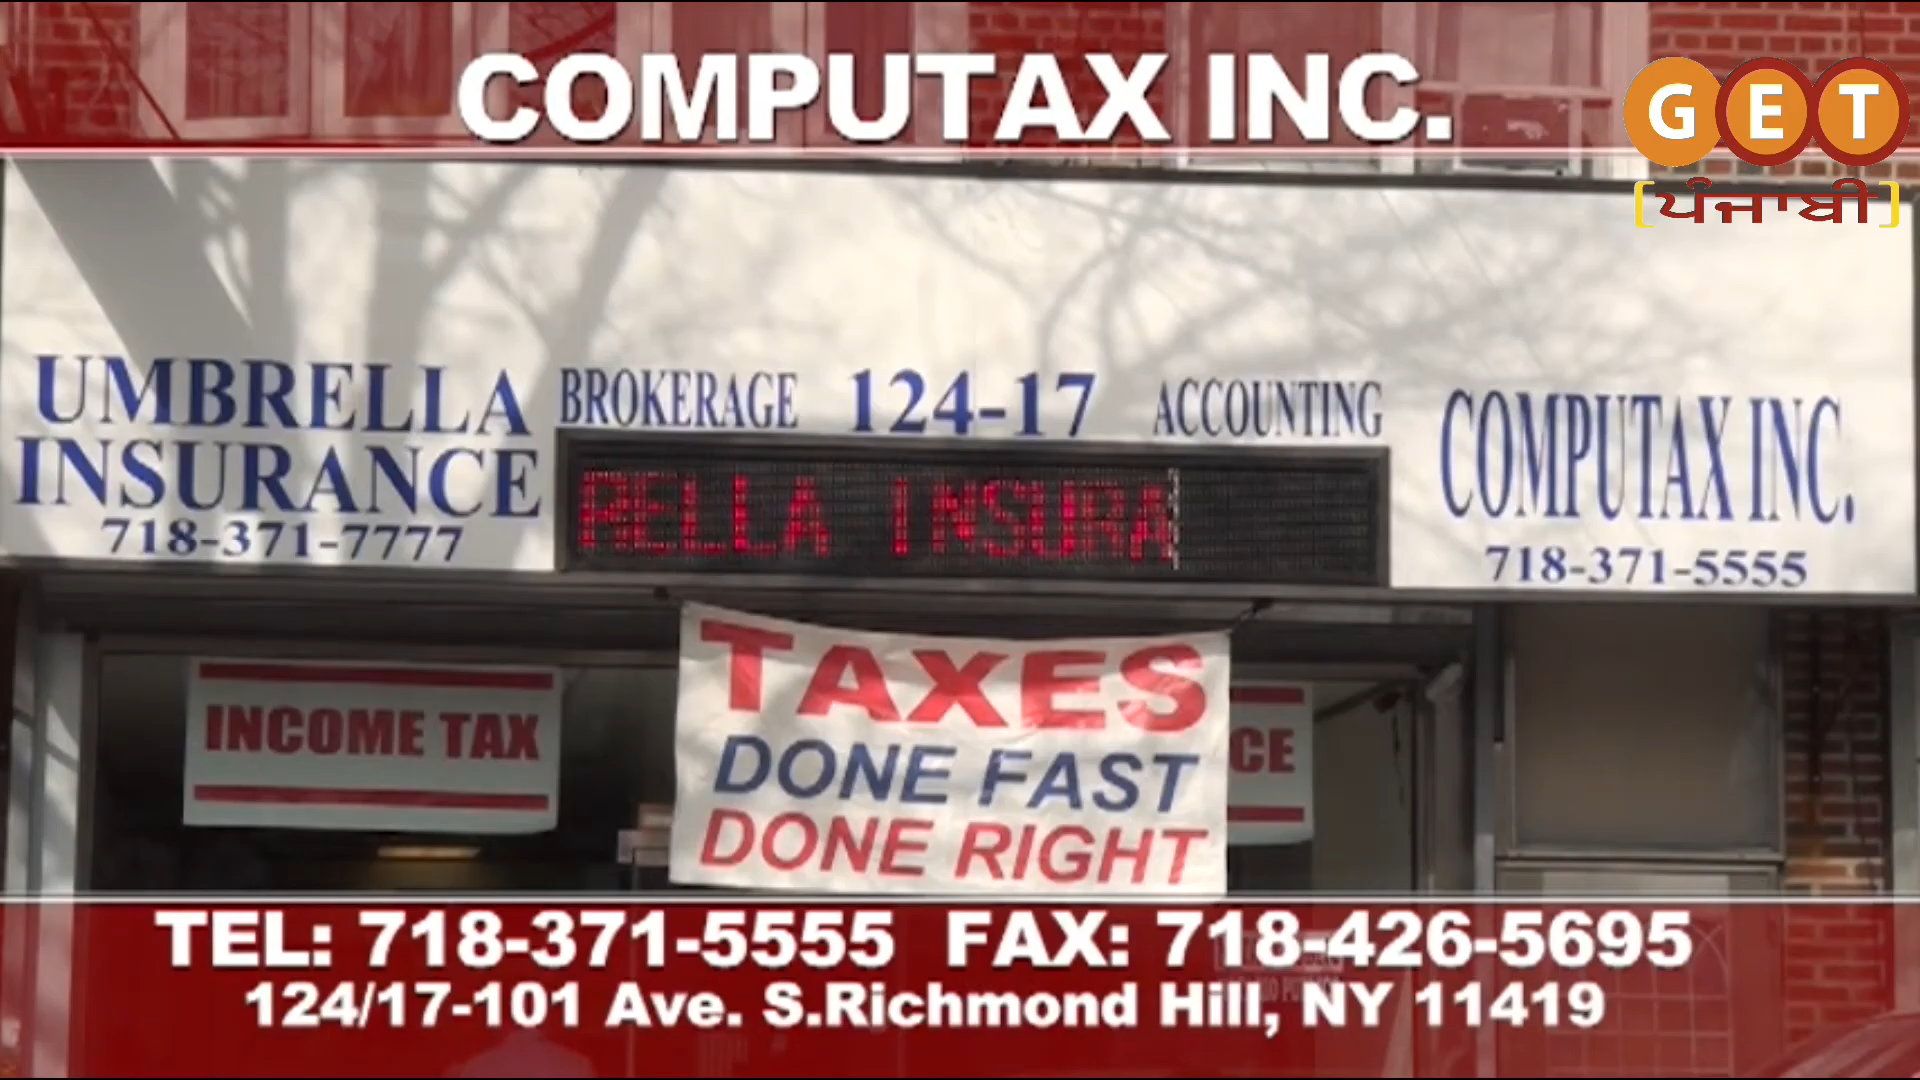 COMPUTAX INC.
GET
[ਪੰਜਾਬੀ]
UMBRELLA
INSURANCE
718-371-7777
BROKERAGE 124-17 ACCOUNTING
RELLA INSURA
COMPUTAX INC.
718-371-5555
INCOME TAX
TAXES
DONE FAST
DONE RIGHT
CE
TEL: 718-371-5555 FAX: 718-426-5695
124/17-101 Ave. S.Richmond Hill, NY 11419